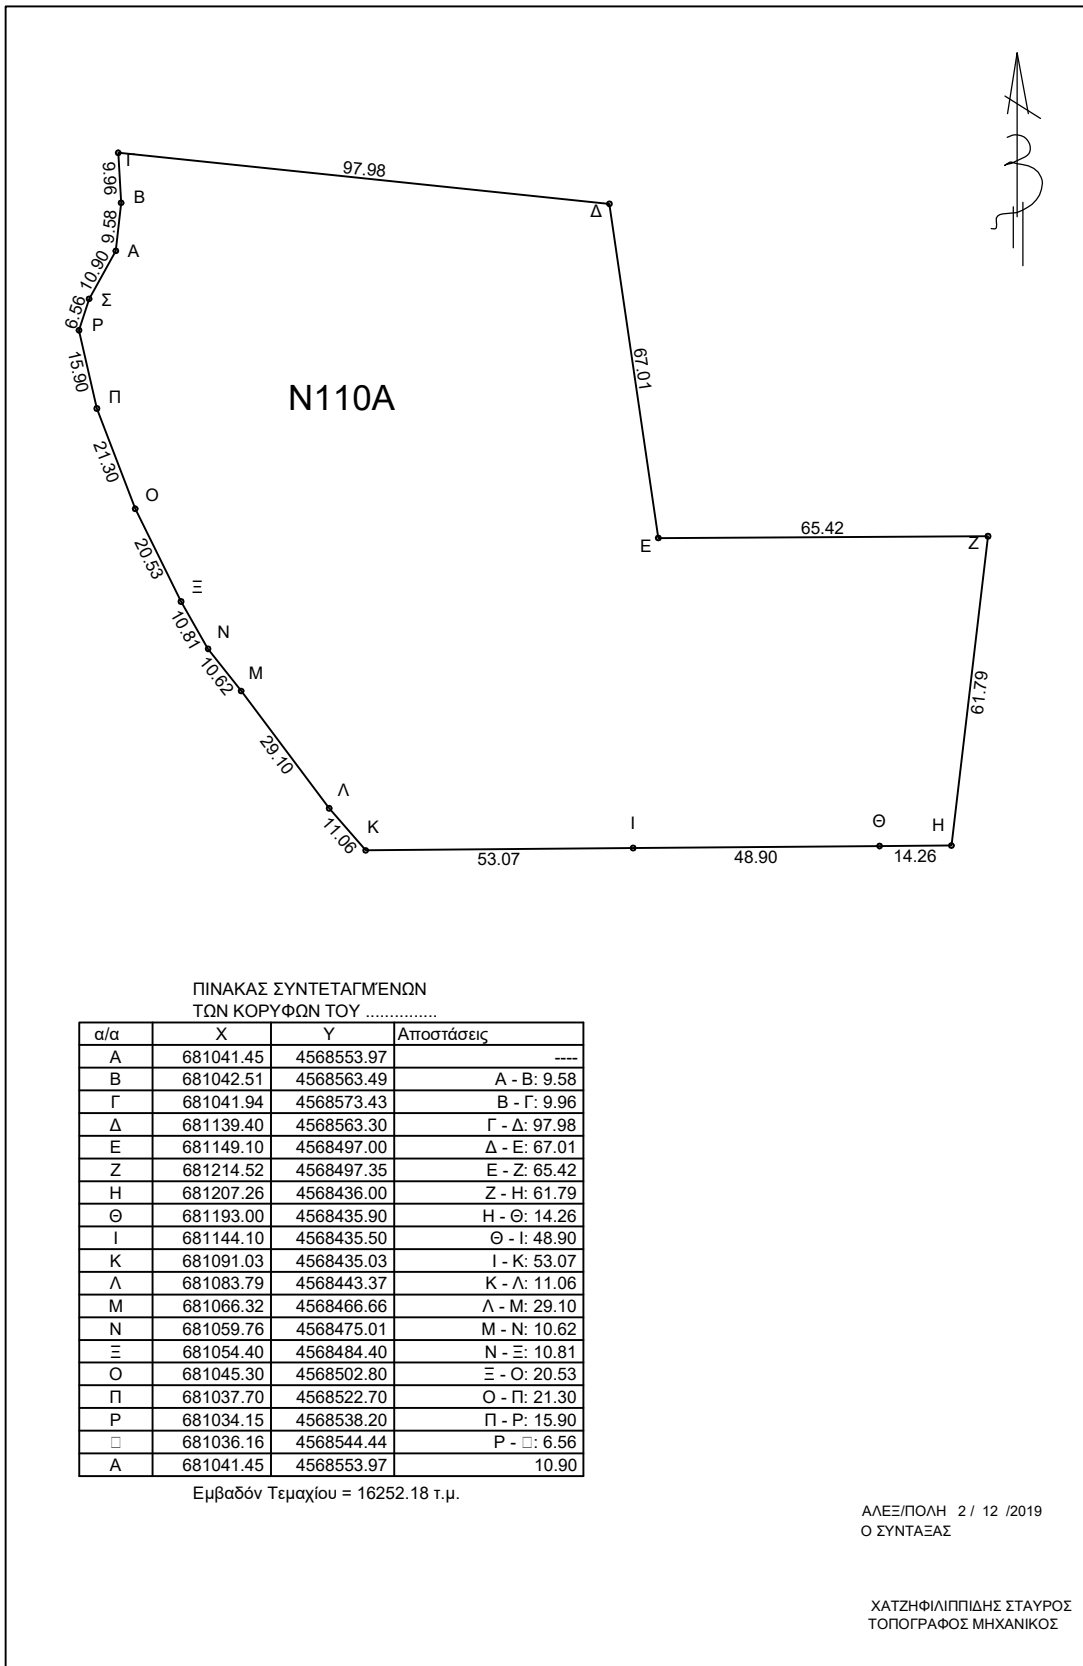 Γ
97.98
9.96
Β
Δ
9.58
Α
10.90
Σ
6.56
Ρ
15.90
67.01
Ν110Α
Π
21.30
Ο
65.42
Ε
Ζ
20.53
Ξ
10.81
Ν
10.62
Μ
61.79
29.10
Λ
11.06
Κ
Ι
Θ
Η
53.07
48.90
14.26
ΠΙΝΑΚΑΣ ΣΥΝΤΕΤΑΓΜΈΝΩΝ
ΤΩΝ ΚΟΡΥΦΩΝ ΤΟΥ ...............
α/α Χ Υ Αποστάσεις
Α 681041.45 4568553.97 ----
Β 681042.51 4568563.49 Α - Β: 9.58
Γ 681041.94 4568573.43 Β - Γ: 9.96
Δ 681139.40 4568563.30 Γ - Δ: 97.98
Ε 681149.10 4568497.00 Δ - Ε: 67.01
Ζ 681214.52 4568497.35 Ε - Ζ: 65.42
Η 681207.26 4568436.00 Ζ - Η: 61.79
Θ 681193.00 4568435.90 Η - Θ: 14.26
Ι 681144.10 4568435.50 Θ - Ι: 48.90
Κ 681091.03 4568435.03 Ι - Κ: 53.07
Λ 681083.79 4568443.37 Κ - Λ: 11.06
Μ 681066.32 4568466.66 Λ - Μ: 29.10
Ν 681059.76 4568475.01 Μ - Ν: 10.62
Ξ 681054.40 4568484.40 Ν - Ξ: 10.81
Ο 681045.30 4568502.80 Ξ - Ο: 20.53
Π 681037.70 4568522.70 Ο - Π: 21.30
Ρ 681034.15 4568538.20 Π - Ρ: 15.90
□ 681036.16 4568544.44 Ρ - □: 6.56
Α 681041.45 4568553.97 10.90
Εμβαδόν Τεμαχίου = 16252.18 τ.μ.
ΑΛΕΞ/ΠΟΛΗ 2 / 12 /2019
Ο ΣΥΝΤΑΞΑΣ
ΧΑΤΖΗΦΙΛΙΠΠΙΔΗΣ ΣΤΑΥΡΟΣ
ΤΟΠΟΓΡΑΦΟΣ ΜΗΧΑΝΙΚΟΣ